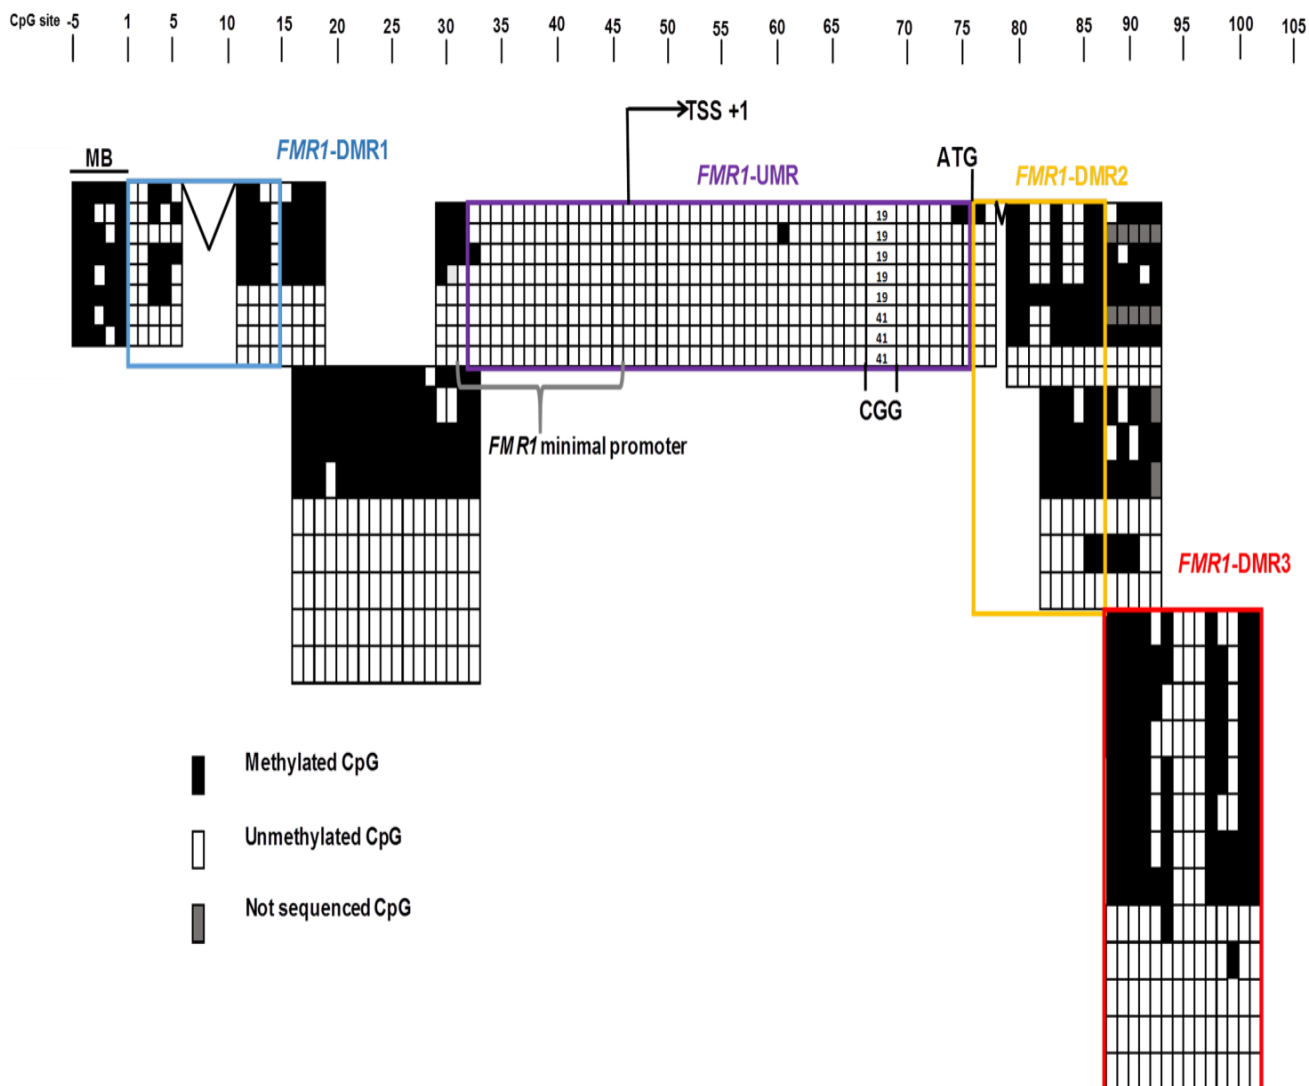 CpG site -5 1 5 10 15 20 25 30 35 40 45 50 55 60 65 70 75 80 85 90 95 100 105
TSS +1
MB
FMR1-DMR1
FMR1-UMR
ATG
FMR1-DMR2
19
19
19
19
19
41
41
41
CGG
FMR1 minimal promoter
FMR1-DMR3
Methylated CpG
Unmethylated CpG
Not sequenced CpG